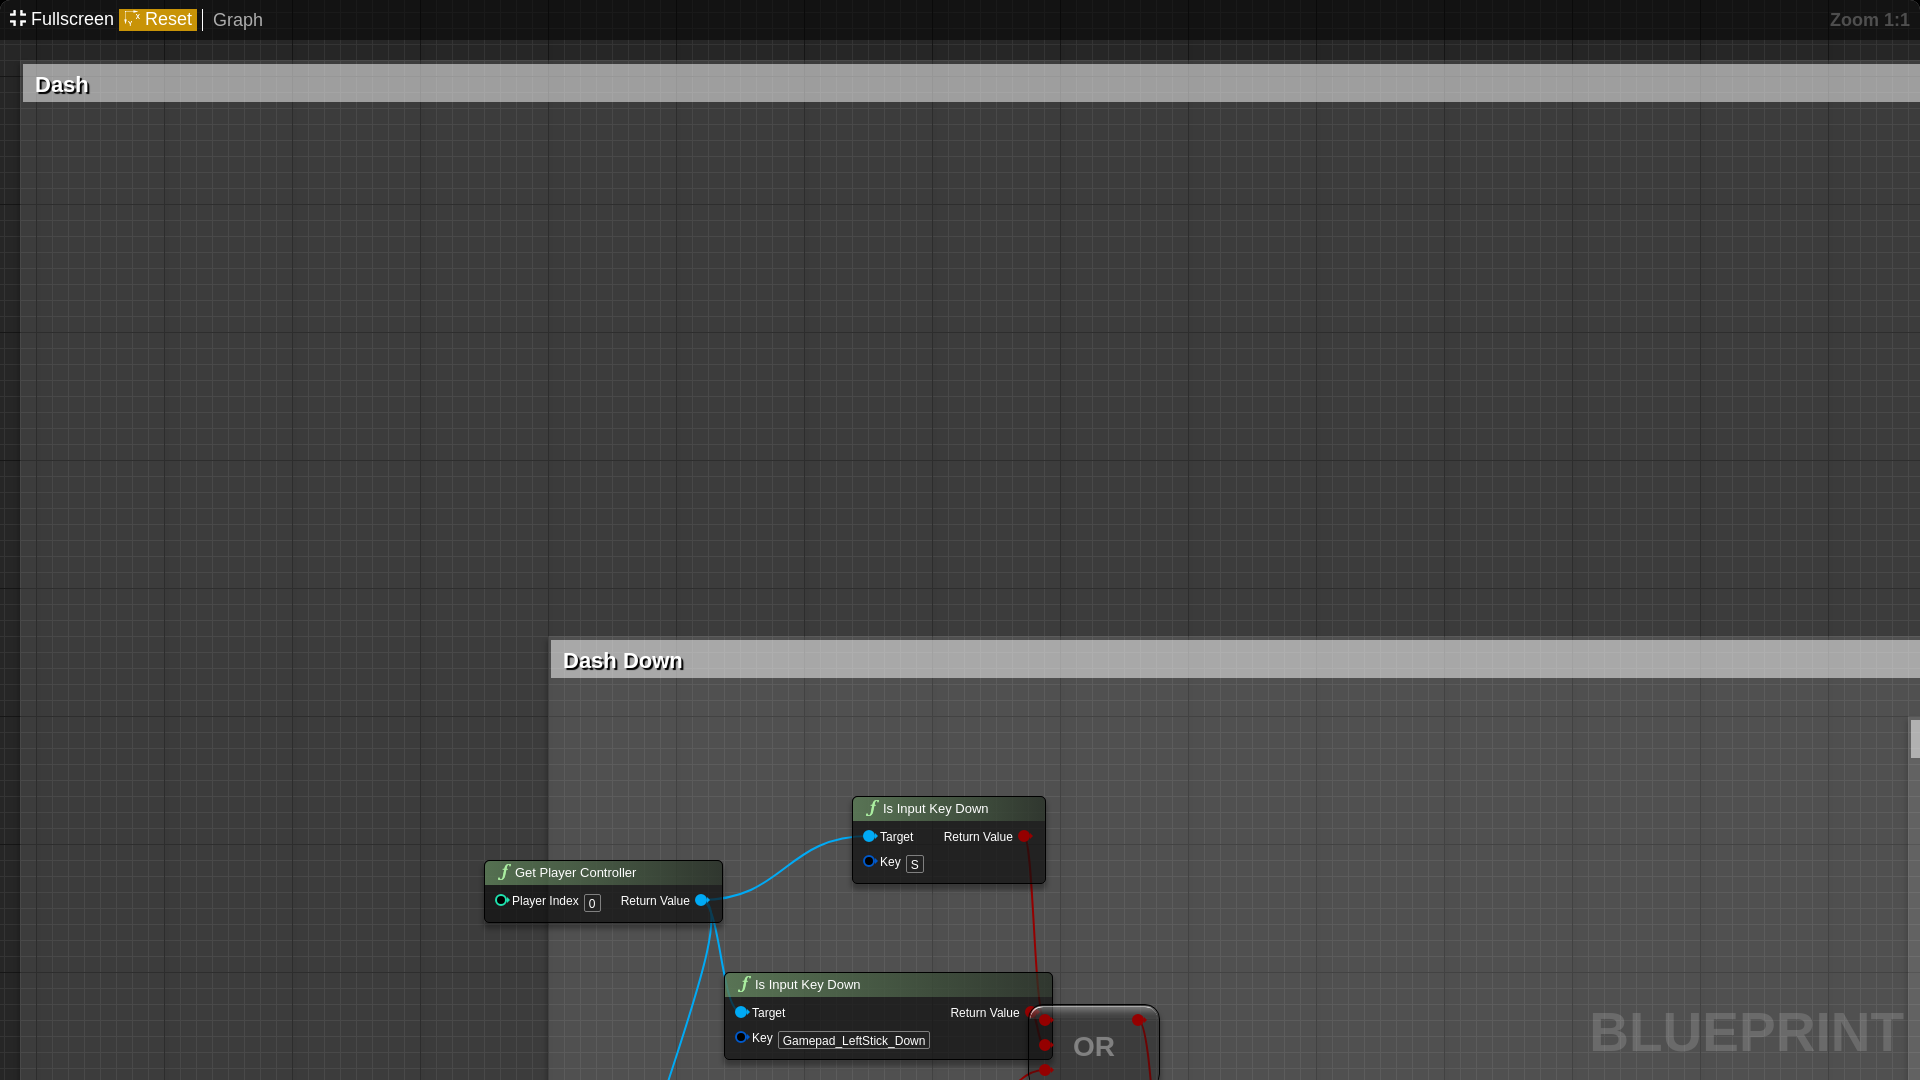 Fullscreen Reset Graph Zoom 1:1
Dash
Dash Down
Is Input Key Down
Target Return Value
Key S
Get Player Controller
Player Index 0 Return Value
Is Input Key Down
Target Return Value
Key Gamepad_LeftStick_Down
OR
BLUEPRINT